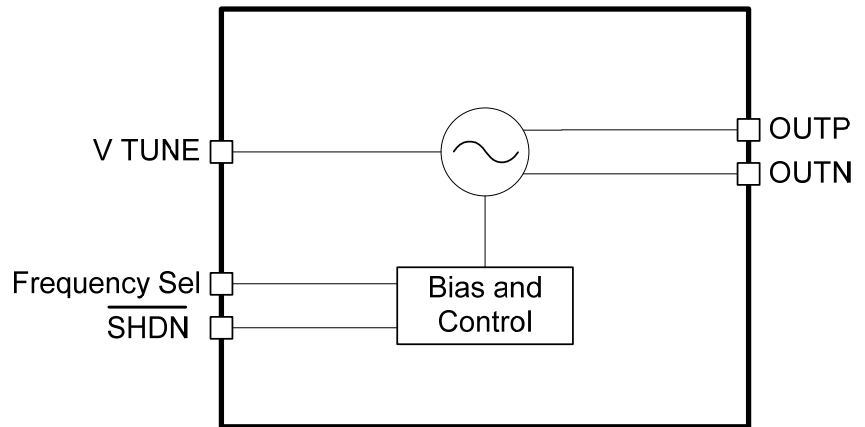 V TUNE
OUTP
OUTN
Frequency Sel
SHDN
Bias and
Control